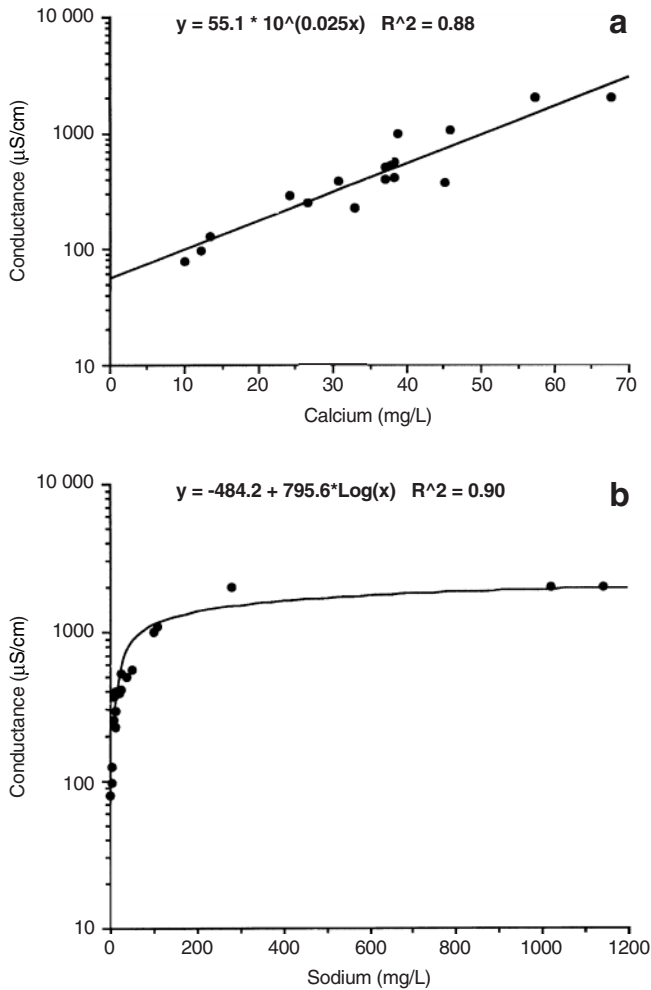 y = 55.1 * 10^(0.025x) R^2 = 0.88
a
10 000
1000
100
10
Conductance (µS/cm)
0 10 20 30 40 50 60 70
Calcium (mg/L)
y = -484.2 + 795.6*Log(x) R^2 = 0.90
b
10 000
1000
100
10
Conductance (µS/cm)
0 200 400 600 800 1000 1200
Sodium (mg/L)